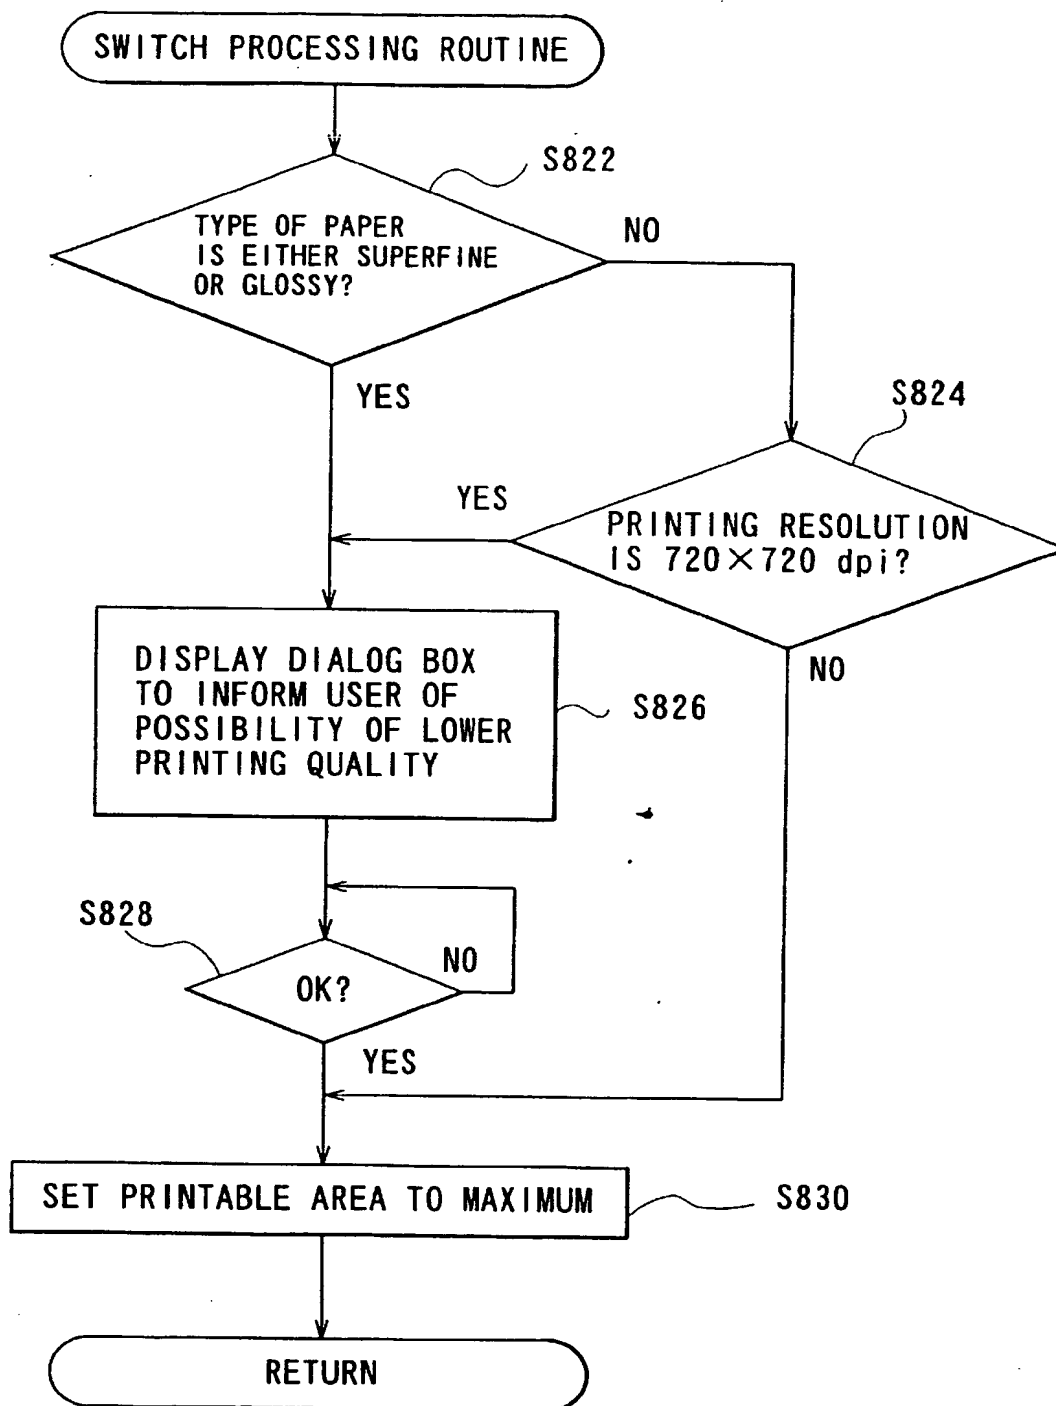 SWITCH PROCESSING ROUTINE
S822
TYPE OF PAPER
IS EITHER SUPERFINE
OR GLOSSY?
NO
YES
S824
YES
PRINTING RESOLUTION
IS 720×720 dpi?
NO
DISPLAY DIALOG BOX
TO INFORM USER OF
POSSIBILITY OF LOWER
PRINTING QUALITY
S826
S828
NO
OK?
YES
SET PRINTABLE AREA TO MAXIMUM
S830
RETURN